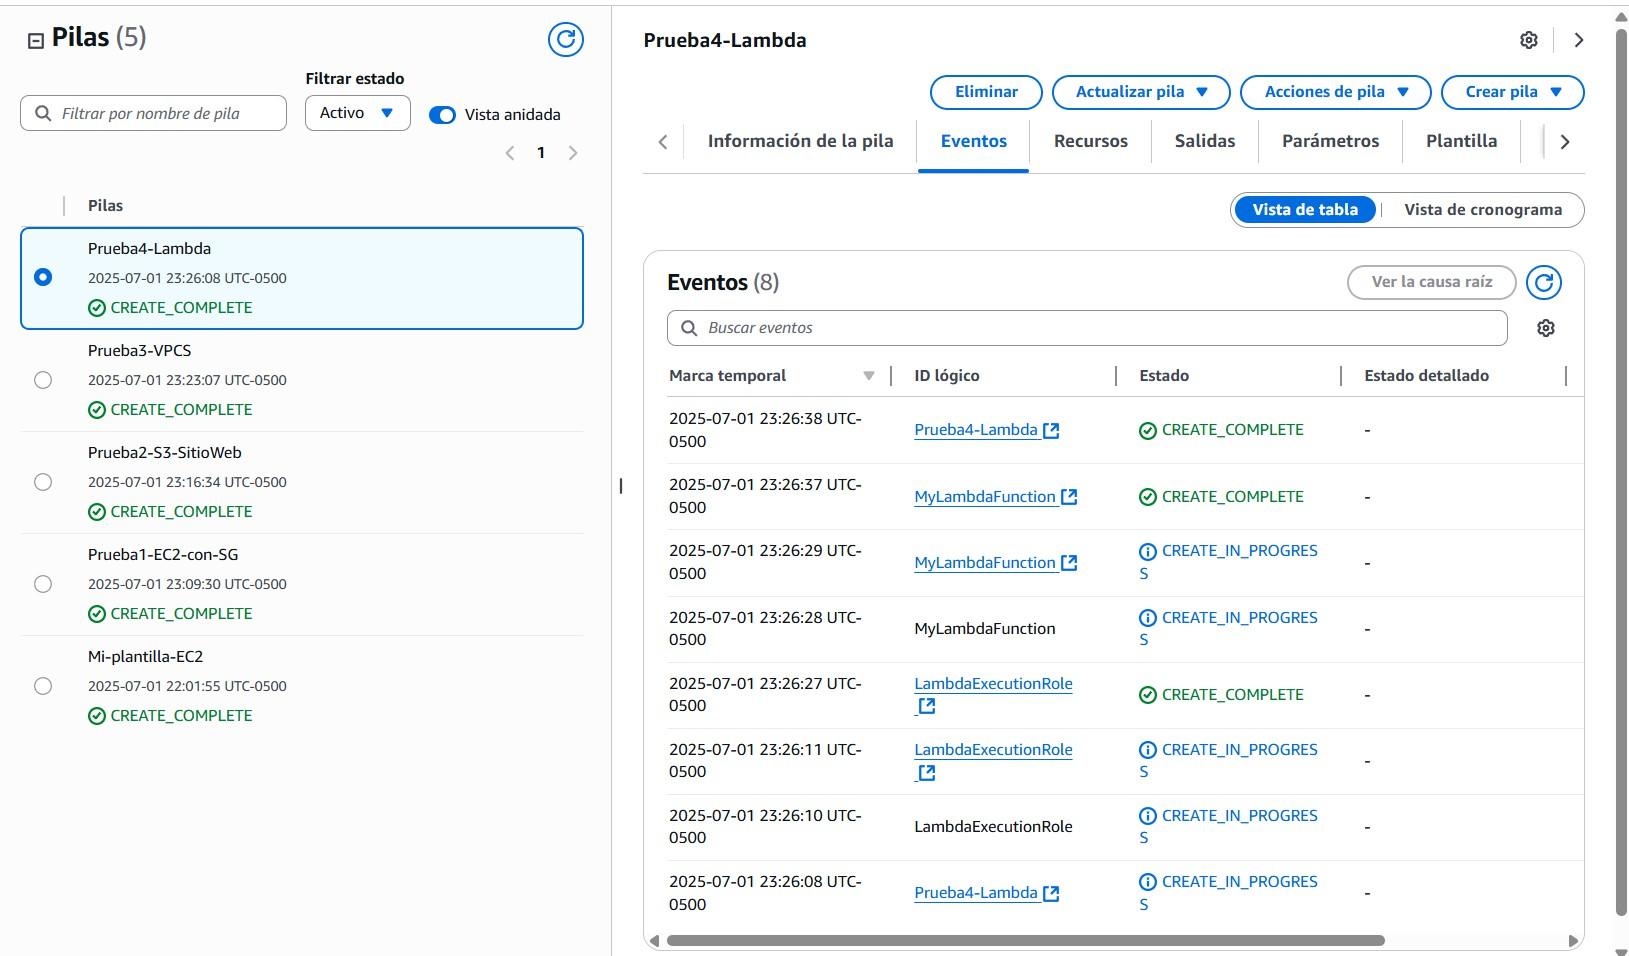 Pilas (5)
Filtrar estado
Filtrar por nombre de pila
Activo
Vista anidada
1
Pilas
Prueba4-Lambda
2025-07-01 23:26:08 UTC-0500
CREATE_COMPLETE
Prueba3-VPCS
2025-07-01 23:23:07 UTC-0500
CREATE_COMPLETE
Prueba2-S3-SitioWeb
2025-07-01 23:16:34 UTC-0500
CREATE_COMPLETE
Prueba1-EC2-con-SG
2025-07-01 23:09:30 UTC-0500
CREATE_COMPLETE
Mi-plantilla-EC2
2025-07-01 22:01:55 UTC-0500
CREATE_COMPLETE
Prueba4-Lambda
Eliminar Actualizar pila Acciones de pila Crear pila
Información de la pila Eventos Recursos Salidas Parámetros Plantilla
Vista de tabla Vista de cronograma
Eventos (8) Ver la causa raíz
Buscar eventos
Marca temporal ID lógico Estado Estado detallado
2025-07-01 23:26:38 UTC-
0500 Prueba4-Lambda CREATE_COMPLETE -
2025-07-01 23:26:37 UTC-
0500 MyLambdaFunction CREATE_COMPLETE -
2025-07-01 23:26:29 UTC-
0500 MyLambdaFunction CREATE_IN_PROGRES
S -
2025-07-01 23:26:28 UTC-
0500 MyLambdaFunction CREATE_IN_PROGRES
S -
2025-07-01 23:26:27 UTC-
0500 LambdaExecutionRole CREATE_COMPLETE -
2025-07-01 23:26:11 UTC-
0500 LambdaExecutionRole CREATE_IN_PROGRES
S -
2025-07-01 23:26:10 UTC-
0500 LambdaExecutionRole CREATE_IN_PROGRES
S -
2025-07-01 23:26:08 UTC-
0500 Prueba4-Lambda CREATE_IN_PROGRES
S -